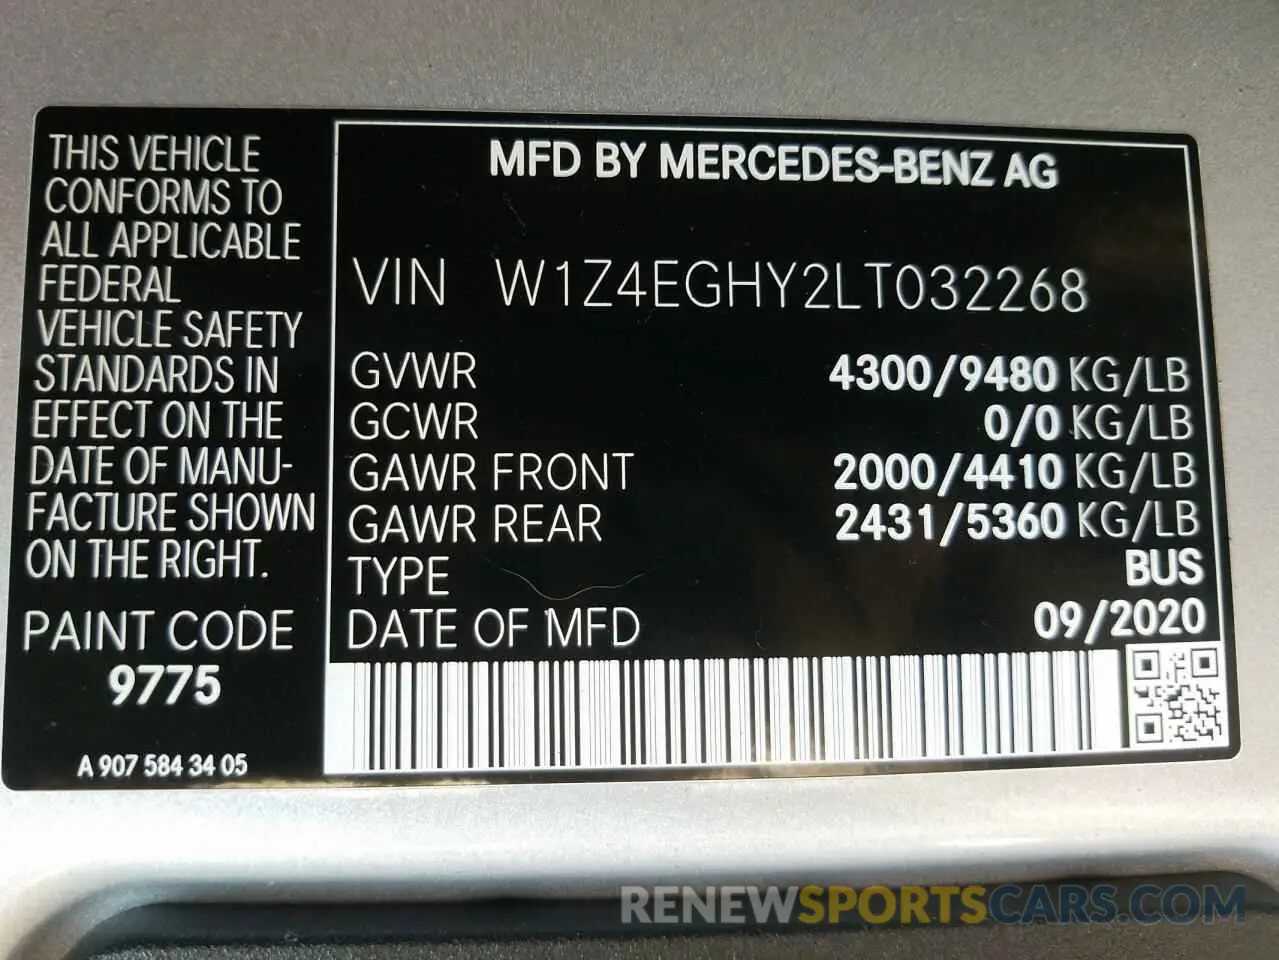 THIS VEHICLE
CONFORMS TO
ALL APPLICABLE
FEDERAL
VEHICLE SAFETY
STANDARDS IN
EFFECT ON THE
DATE OF MANU-
FACTURE SHOWN
ON THE RIGHT.
PAINT CODE
9775
A 907 584 34 05
MFD BY MERCEDES-BENZ AG
VIN W1Z4EGHY2LT032268
GVWR 4300/9480 KG/LB
GCWR 0/0 KG/LB
GAWR FRONT 2000/4410 KG/LB
GAWR REAR 2431/5360 KG/LB
TYPE BUS
DATE OF MFD 09/2020
RENEWSPORTSCARS.COM